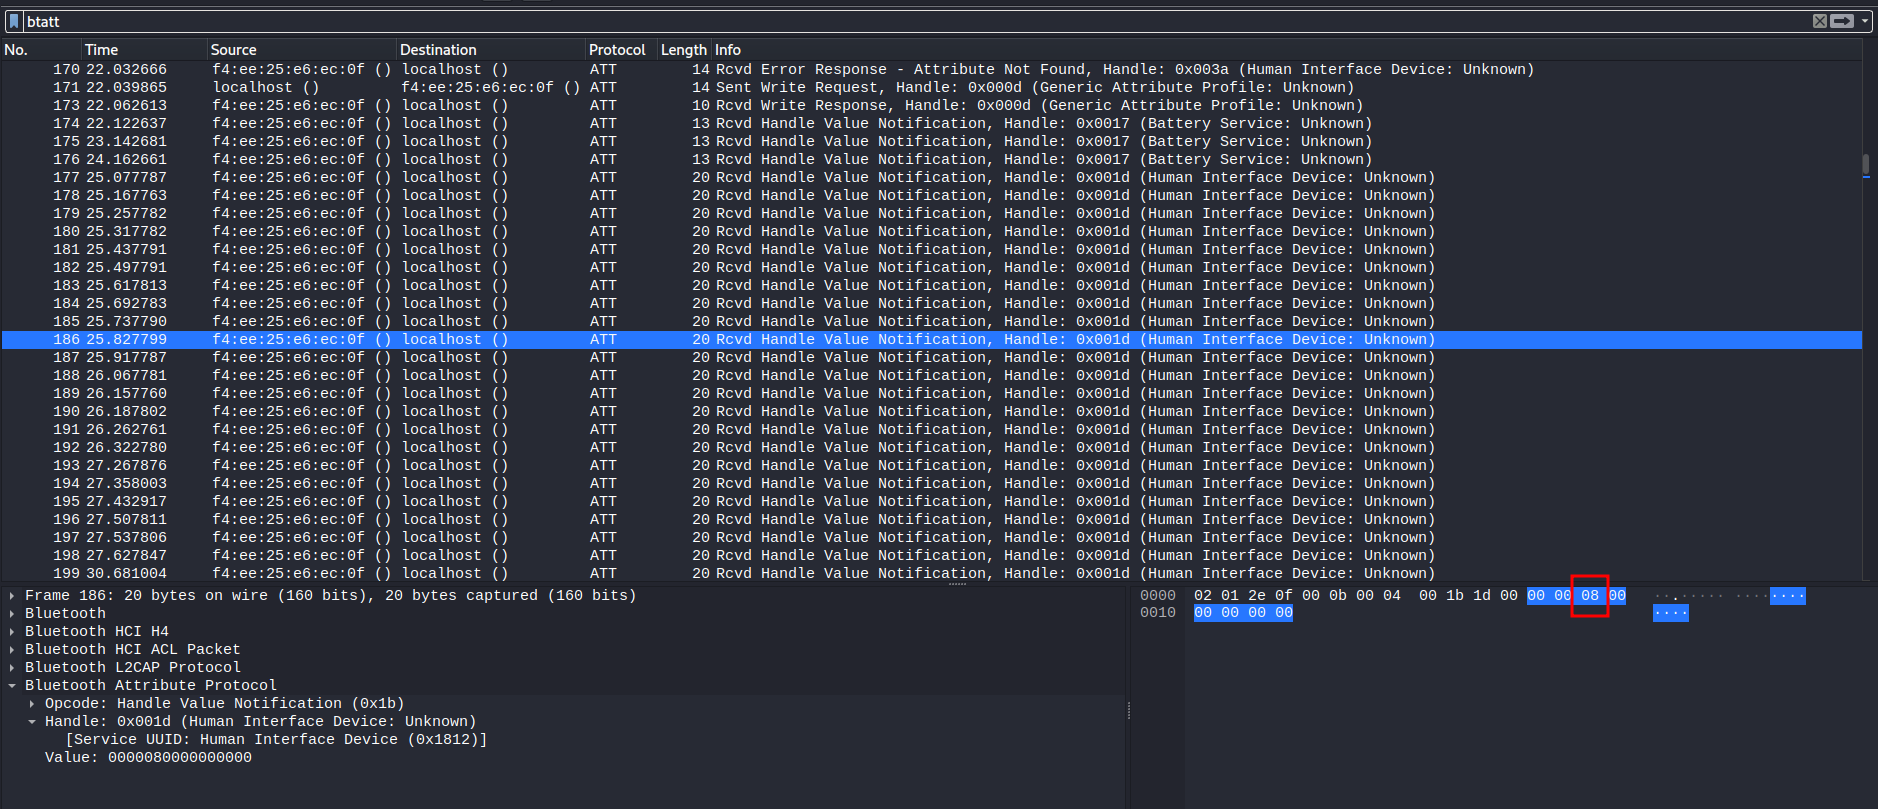 btatt
No. Time Source Destination Protocol Length Info
170 22.032666 f4:ee:25:e6:ec:0f () localhost () ATT 14 Rcvd Error Response - Attribute Not Found, Handle: 0x003a (Human Interface Device: Unknown)
171 22.039865 localhost () f4:ee:25:e6:ec:0f () ATT 14 Sent Write Request, Handle: 0x000d (Generic Attribute Profile: Unknown)
173 22.062613 f4:ee:25:e6:ec:0f () localhost () ATT 10 Rcvd Write Response, Handle: 0x000d (Generic Attribute Profile: Unknown)
174 22.122637 f4:ee:25:e6:ec:0f () localhost () ATT 13 Rcvd Handle Value Notification, Handle: 0x0017 (Battery Service: Unknown)
175 23.142681 f4:ee:25:e6:ec:0f () localhost () ATT 13 Rcvd Handle Value Notification, Handle: 0x0017 (Battery Service: Unknown)
176 24.162661 f4:ee:25:e6:ec:0f () localhost () ATT 13 Rcvd Handle Value Notification, Handle: 0x0017 (Battery Service: Unknown)
177 25.077787 f4:ee:25:e6:ec:0f () localhost () ATT 20 Rcvd Handle Value Notification, Handle: 0x001d (Human Interface Device: Unknown)
178 25.167763 f4:ee:25:e6:ec:0f () localhost () ATT 20 Rcvd Handle Value Notification, Handle: 0x001d (Human Interface Device: Unknown)
179 25.257782 f4:ee:25:e6:ec:0f () localhost () ATT 20 Rcvd Handle Value Notification, Handle: 0x001d (Human Interface Device: Unknown)
180 25.317782 f4:ee:25:e6:ec:0f () localhost () ATT 20 Rcvd Handle Value Notification, Handle: 0x001d (Human Interface Device: Unknown)
181 25.437791 f4:ee:25:e6:ec:0f () localhost () ATT 20 Rcvd Handle Value Notification, Handle: 0x001d (Human Interface Device: Unknown)
182 25.497791 f4:ee:25:e6:ec:0f () localhost () ATT 20 Rcvd Handle Value Notification, Handle: 0x001d (Human Interface Device: Unknown)
183 25.617813 f4:ee:25:e6:ec:0f () localhost () ATT 20 Rcvd Handle Value Notification, Handle: 0x001d (Human Interface Device: Unknown)
184 25.692783 f4:ee:25:e6:ec:0f () localhost () ATT 20 Rcvd Handle Value Notification, Handle: 0x001d (Human Interface Device: Unknown)
185 25.737790 f4:ee:25:e6:ec:0f () localhost () ATT 20 Rcvd Handle Value Notification, Handle: 0x001d (Human Interface Device: Unknown)
186 25.827799 f4:ee:25:e6:ec:0f () localhost () ATT 20 Rcvd Handle Value Notification, Handle: 0x001d (Human Interface Device: Unknown)
187 25.917787 f4:ee:25:e6:ec:0f () localhost () ATT 20 Rcvd Handle Value Notification, Handle: 0x001d (Human Interface Device: Unknown)
188 26.067781 f4:ee:25:e6:ec:0f () localhost () ATT 20 Rcvd Handle Value Notification, Handle: 0x001d (Human Interface Device: Unknown)
189 26.157760 f4:ee:25:e6:ec:0f () localhost () ATT 20 Rcvd Handle Value Notification, Handle: 0x001d (Human Interface Device: Unknown)
190 26.187802 f4:ee:25:e6:ec:0f () localhost () ATT 20 Rcvd Handle Value Notification, Handle: 0x001d (Human Interface Device: Unknown)
191 26.262761 f4:ee:25:e6:ec:0f () localhost () ATT 20 Rcvd Handle Value Notification, Handle: 0x001d (Human Interface Device: Unknown)
192 26.322780 f4:ee:25:e6:ec:0f () localhost () ATT 20 Rcvd Handle Value Notification, Handle: 0x001d (Human Interface Device: Unknown)
193 27.267876 f4:ee:25:e6:ec:0f () localhost () ATT 20 Rcvd Handle Value Notification, Handle: 0x001d (Human Interface Device: Unknown)
194 27.358003 f4:ee:25:e6:ec:0f () localhost () ATT 20 Rcvd Handle Value Notification, Handle: 0x001d (Human Interface Device: Unknown)
195 27.432917 f4:ee:25:e6:ec:0f () localhost () ATT 20 Rcvd Handle Value Notification, Handle: 0x001d (Human Interface Device: Unknown)
196 27.507811 f4:ee:25:e6:ec:0f () localhost () ATT 20 Rcvd Handle Value Notification, Handle: 0x001d (Human Interface Device: Unknown)
197 27.537806 f4:ee:25:e6:ec:0f () localhost () ATT 20 Rcvd Handle Value Notification, Handle: 0x001d (Human Interface Device: Unknown)
198 27.627847 f4:ee:25:e6:ec:0f () localhost () ATT 20 Rcvd Handle Value Notification, Handle: 0x001d (Human Interface Device: Unknown)
199 30.681004 f4:ee:25:e6:ec:0f () localhost () ATT 20 Rcvd Handle Value Notification, Handle: 0x001d (Human Interface Device: Unknown)
Frame 186: 20 bytes on wire (160 bits), 20 bytes captured (160 bits)
Bluetooth
Bluetooth HCI H4
Bluetooth HCI ACL Packet
Bluetooth L2CAP Protocol
Bluetooth Attribute Protocol
Opcode: Handle Value Notification (0x1b)
Handle: 0x001d (Human Interface Device: Unknown)
[Service UUID: Human Interface Device (0x1812)]
Value: 0000080000000000
0000 02 01 2e 0f 00 0b 00 04 00 1b 1d 00 00 00 08 00 ··.····· ········
0010 00 00 00 00 ····